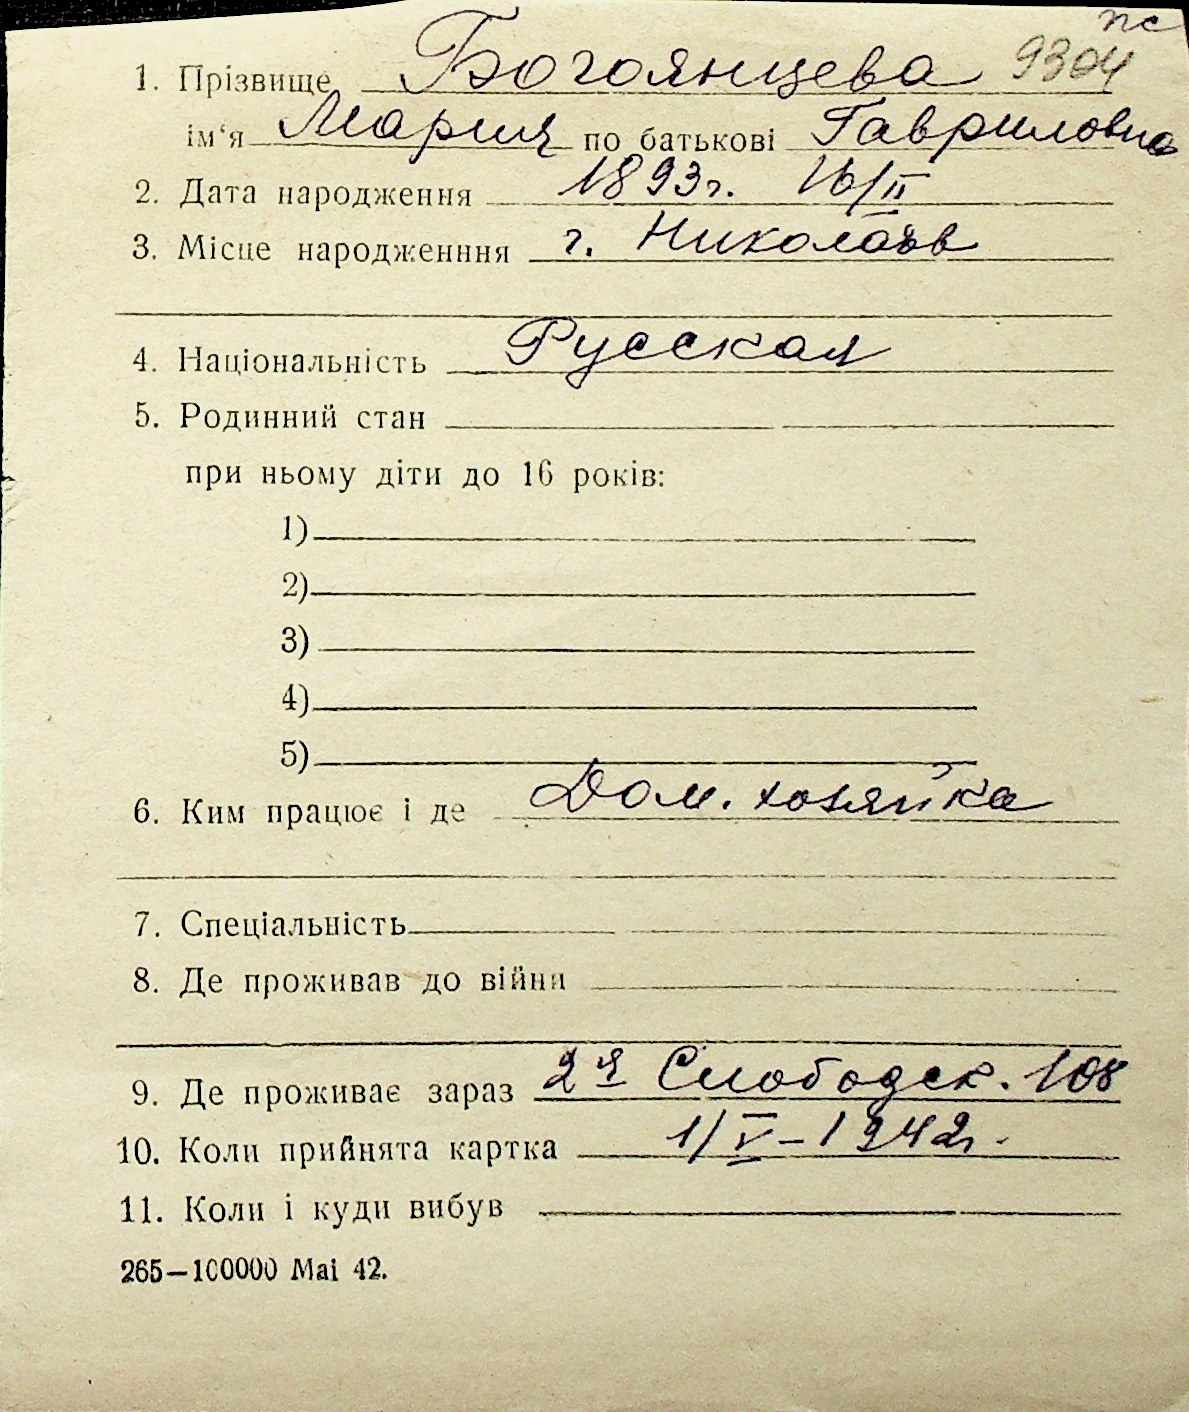 пс
1. Прізвище Богоянцева 9304
ім‘я Мария по батькові Гавриловна
2. Дата народження 1893г. 16/II
3. Місце народженння г. Николаев
4. Національність Русская
5. Родинний стан
при ньому діти до 16 років:
1)
2)
3)
4)
5)
6. Ким працює і де Дом. хозяйка
7. Спеціальність
8. Де проживав до війни
9. Де проживає зараз 2я Слободск. 108
10. Коли прийнята картка 1/V-1942г.
11. Коли і куди вибув
265—100000 Mai 42.